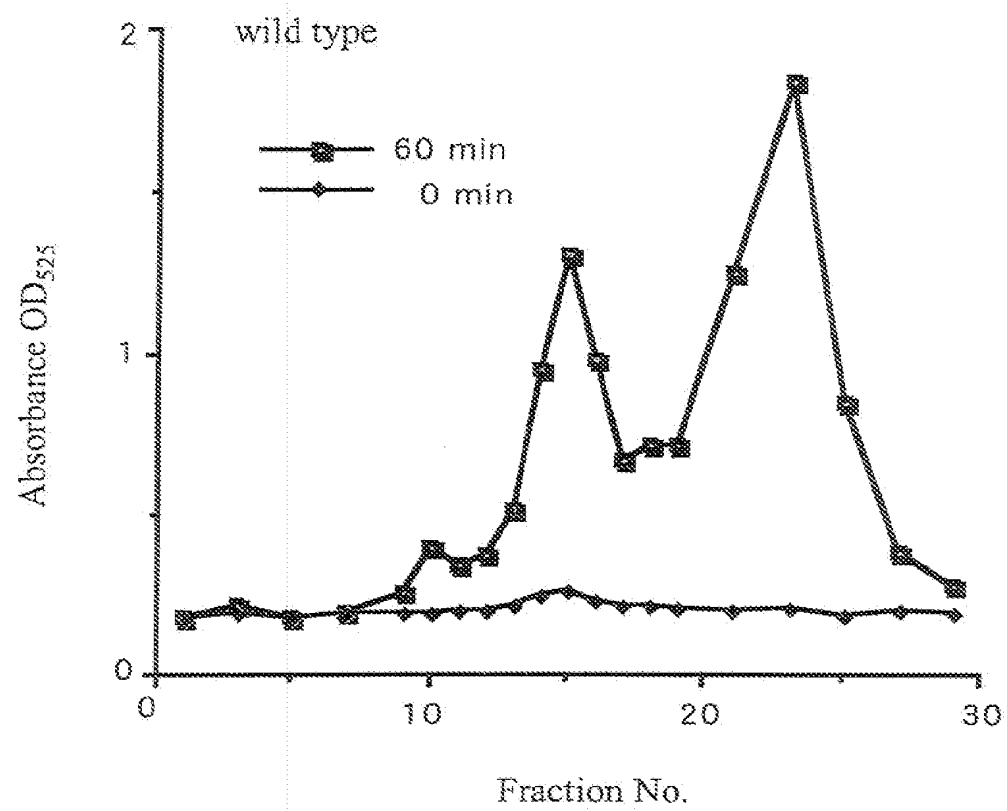 wild type
2
60 min
0 min
1
0
0
10
20
30
Absorbance OD525
Fraction No.